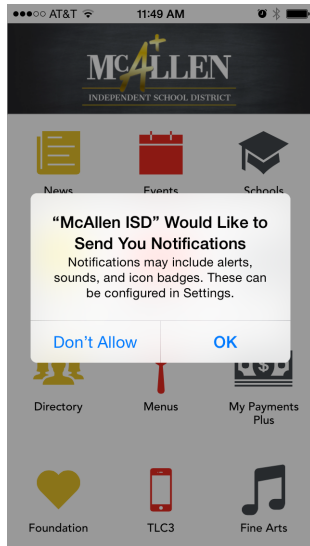 AT&T 11:49 AM
McALLEN
INDEPENDENT SCHOOL DISTRICT
News Events Schools
“McAllen ISD” Would Like to
Send You Notifications
Notifications may include alerts,
sounds, and icon badges. These can
be configured in Settings.
Don’t Allow OK
Directory Menus My Payments
Plus
Foundation TLC3 Fine Arts